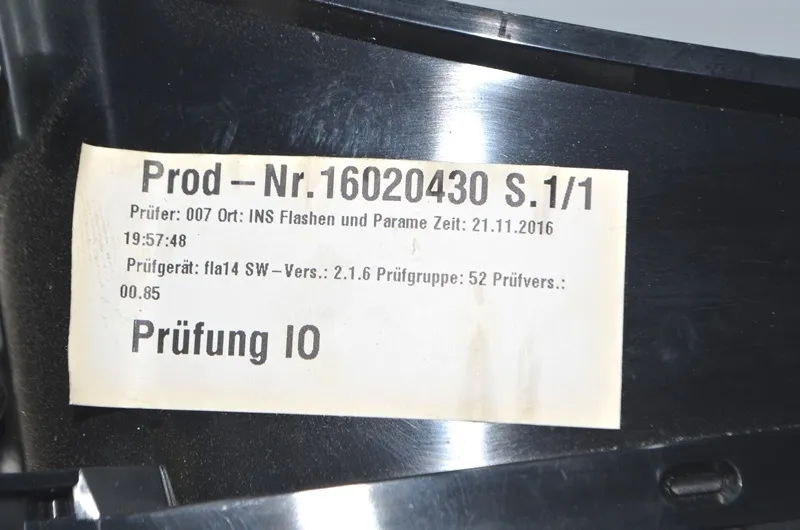 Prod-Nr.16020430 S.1/1
Prüfer: 007 Ort: INS Flashen und Parame Zeit: 21.11.2016
19:57:48
Prüfgerät: fla14 SW-Vers.: 2.1.6 Prüfgruppe: 52 Prüfvers.:
00.85
Prüfung IO